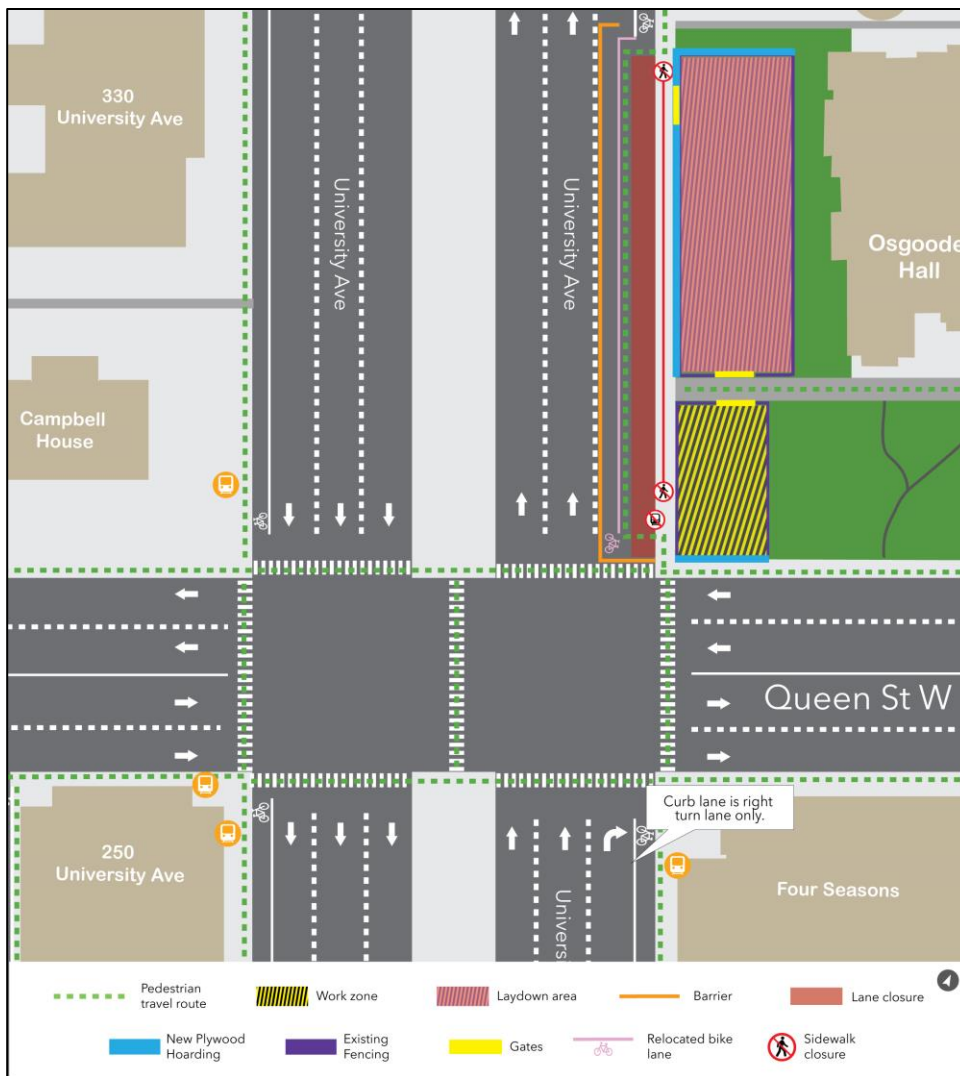 330
University Ave
University Ave
University Ave
Osgoode
Hall
Campbell
House
Queen St W
Curb lane is right
turn lane only.
250
University Ave
Universi
Four Seasons
Pedestrian
travel route
Work zone
Laydown area
Barrier
Lane closure
New Plywood
Hoarding
Existing
Fencing
Gates
Relocated bike
lane
Sidewalk
closure